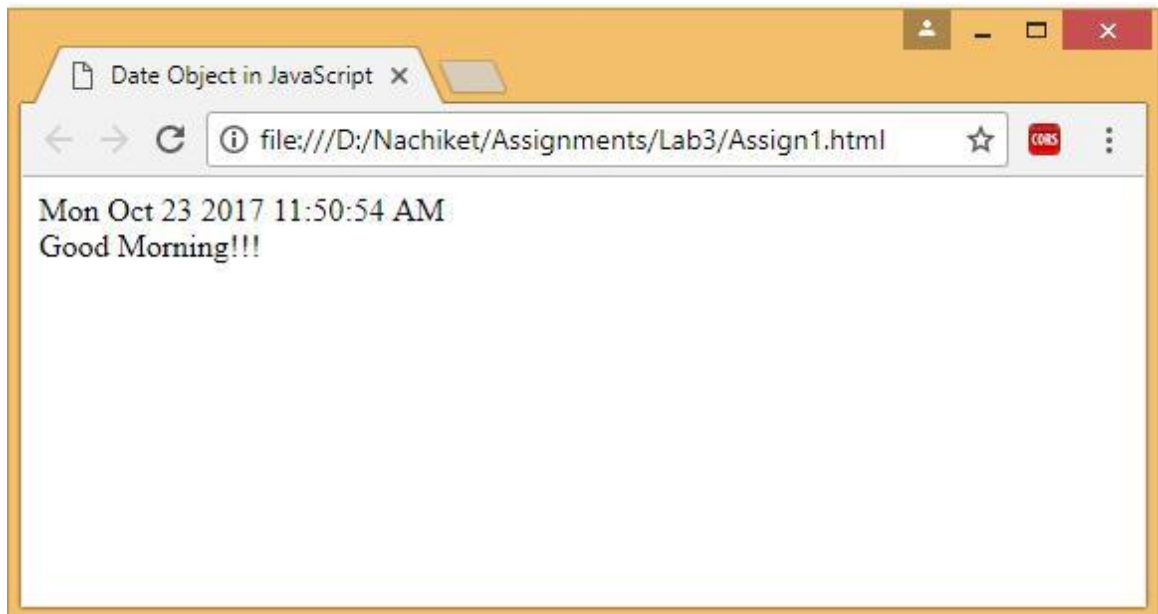 Date Object in JavaScript
file:///D:/Nachiket/Assignments/Lab3/Assign1.html
CORS
Mon Oct 23 2017 11:50:54 AM
Good Morning!!!